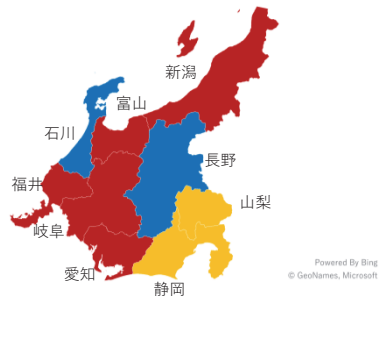 新潟
富山
石川
長野
福井
山梨
岐阜
愛知
静岡
Powered By Bing
© GeoNames, Microsoft